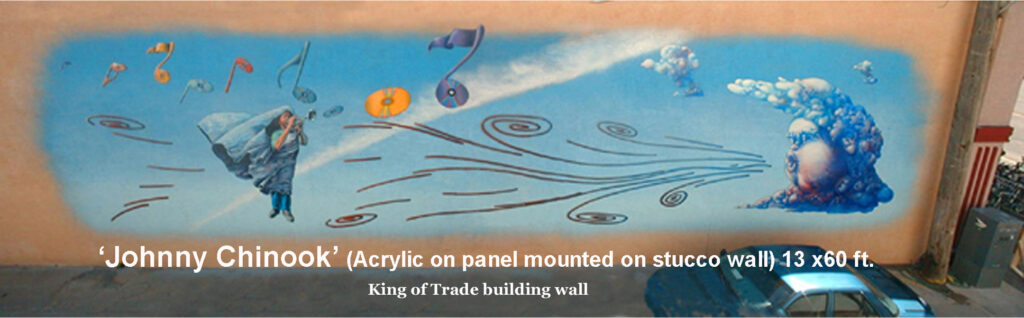 ‘Johnny Chinook’ (Acrylic on panel mounted on stucco wall) 13 x60 ft.
King of Trade building wall